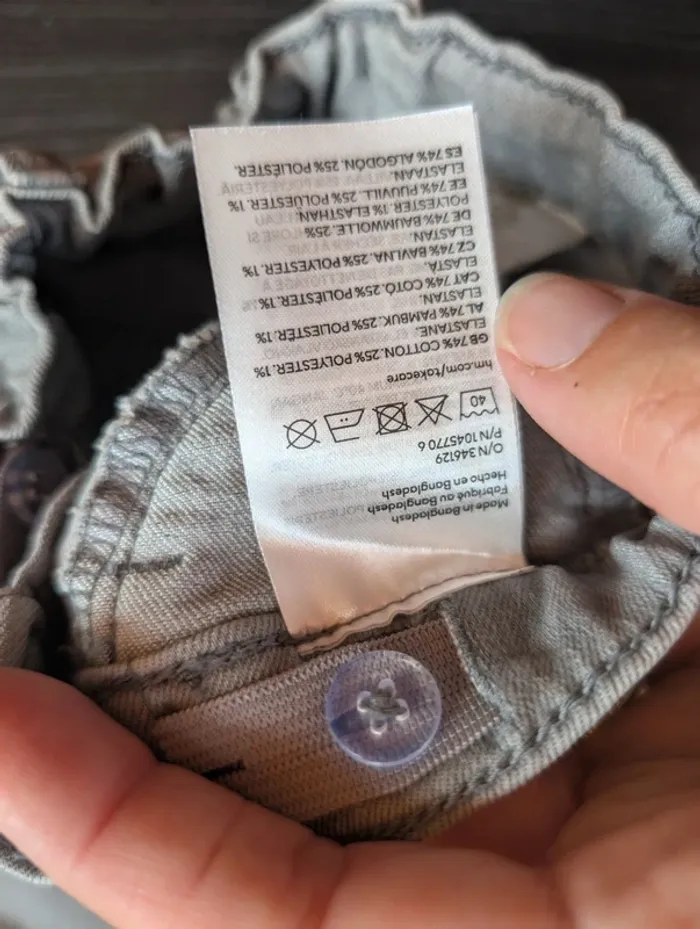 Made in Bangladesh
Fabriqué au Bangladesh
Hecho en Bangladesh
O/N 346129
P/N 1045770 6
40
hm.com/takecare
GB 74% COTTON. 25% POLYESTER. 1%
ELASTANE.
AL 74% PAMBUK. 25% POLIESTËR. 1%
ELASTAN.
CAT 74% COTÓ. 25% POLIÈSTER. 1%
ELASTÀ.
CZ 74% BAVLNA. 25% POLYESTER. 1%
ELASTAN.
DE 74% BAUMWOLLE. 25%
POLYESTER. 1% ELASTHAN.
EE 74% PUUVILL. 25% POLÜESTER. 1%
ELASTAAN.
ES 74% ALGODÓN. 25% POLIÉSTER.